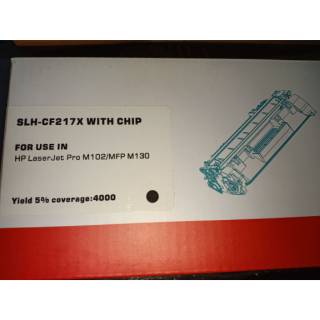 SLH-CF217X WITH CHIP
FOR USE IN
HP LaserJet Pro M102/MFP M130
Yield 5% coverage:4000